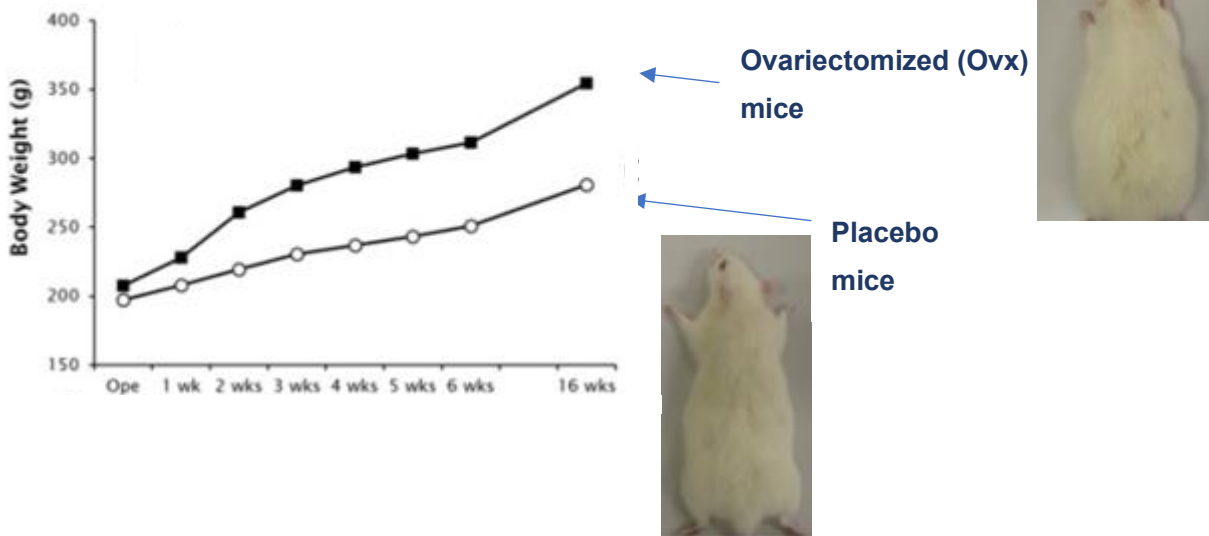 400
350
300
250
200
150
Body Weight (g)
Ope 1 wk 2 wks 3 wks 4 wks 5 wks 6 wks 16 wks
Ovariectomized (Ovx)
mice
Placebo
mice